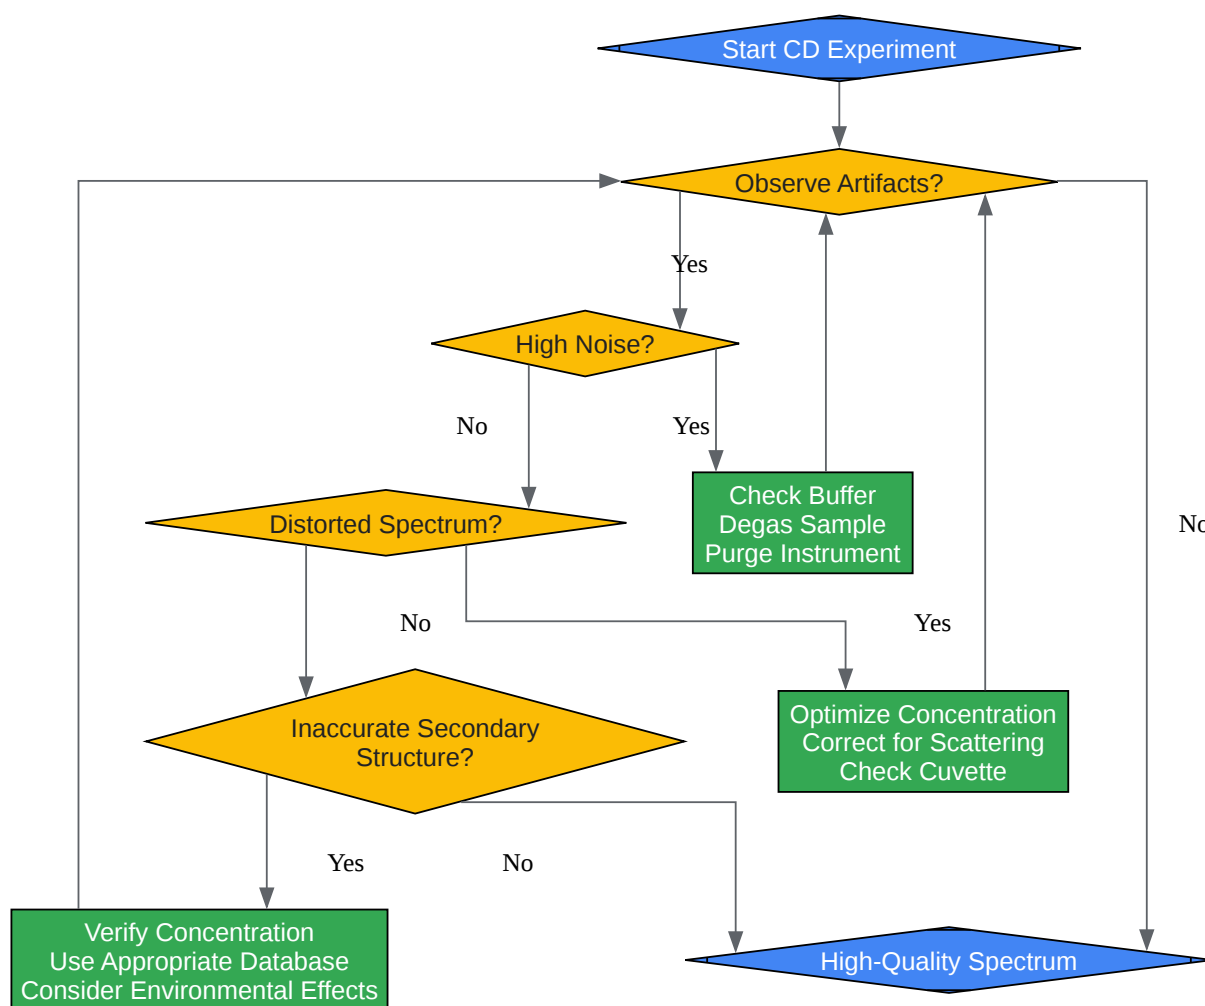 Start CD Experiment
Observe Artifacts?
Yes
High Noise?
No
Yes
Check Buffer
Degas Sample
Purge Instrument
Distorted Spectrum?
No
No
Yes
Inaccurate Secondary
Structure?
Optimize Concentration
Correct for Scattering
Check Cuvette
Yes
No
Verify Concentration
Use Appropriate Database
Consider Environmental Effects
High-Quality Spectrum